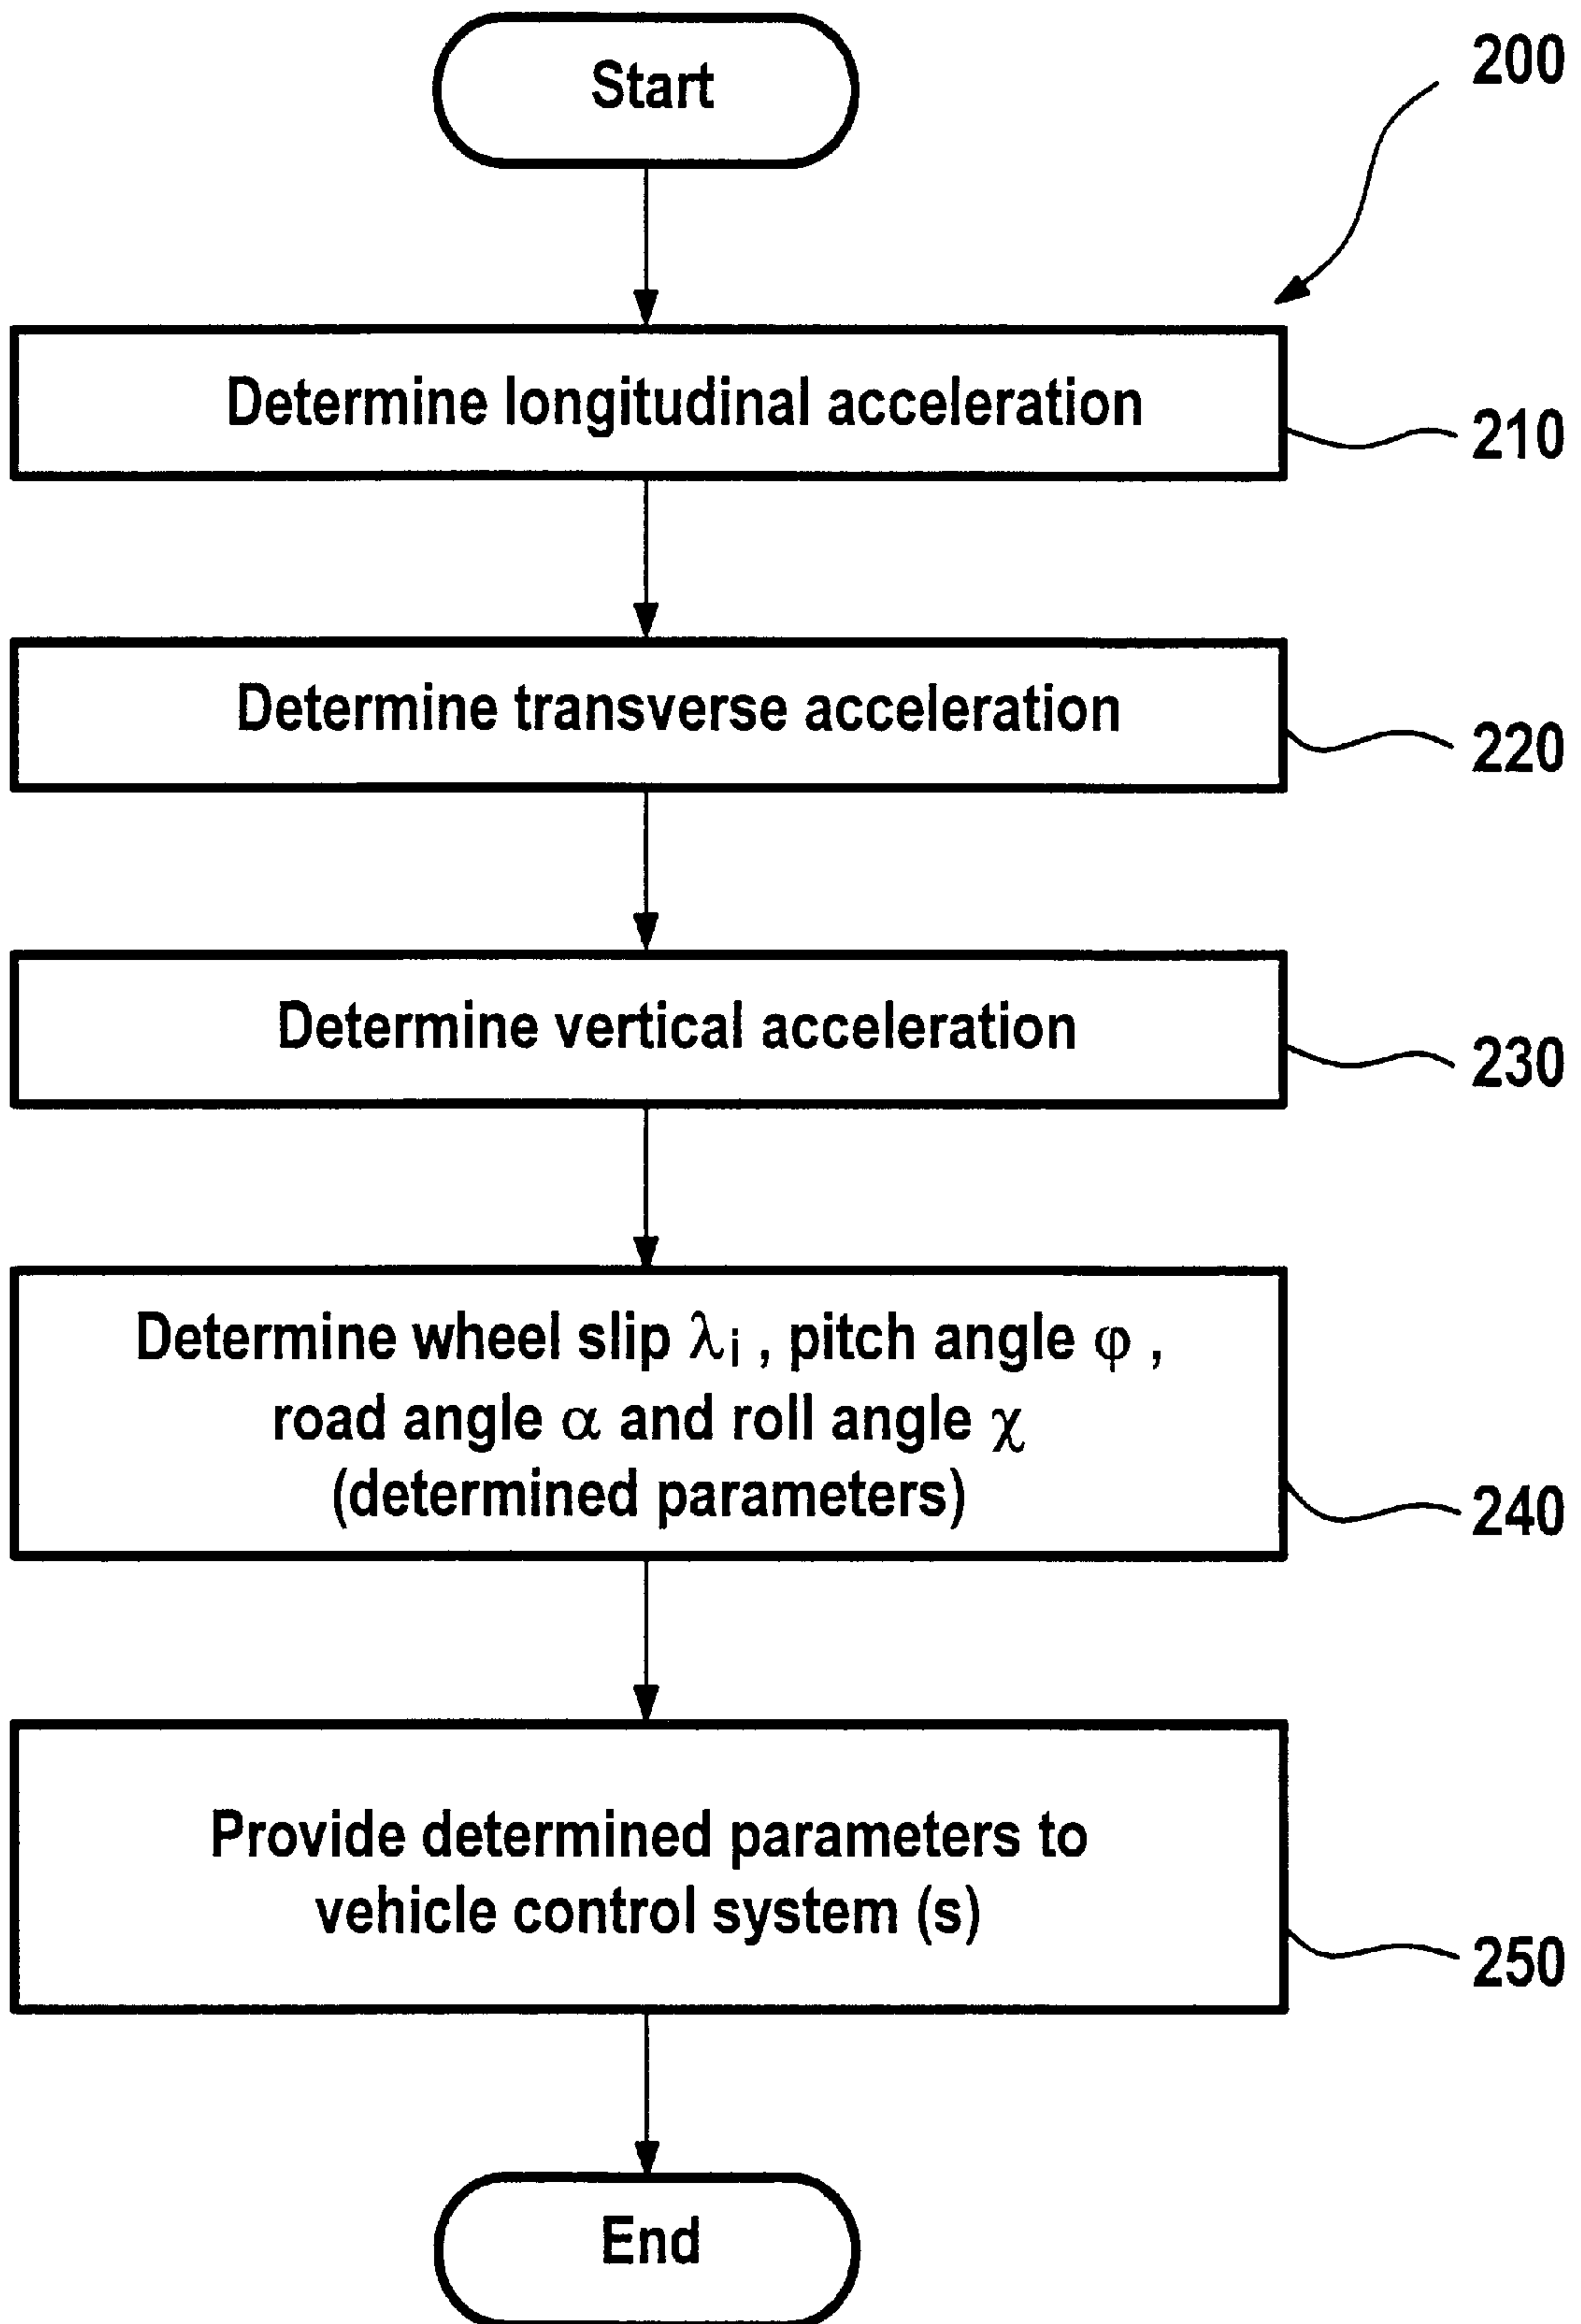 Start
200
Determine longitudinal acceleration
210
Determine transverse acceleration
220
Determine vertical acceleration
230
Determine wheel slip λi , pitch angle φ ,
road angle α and roll angle χ
(determined parameters)
240
Provide determined parameters to
vehicle control system (s)
250
End